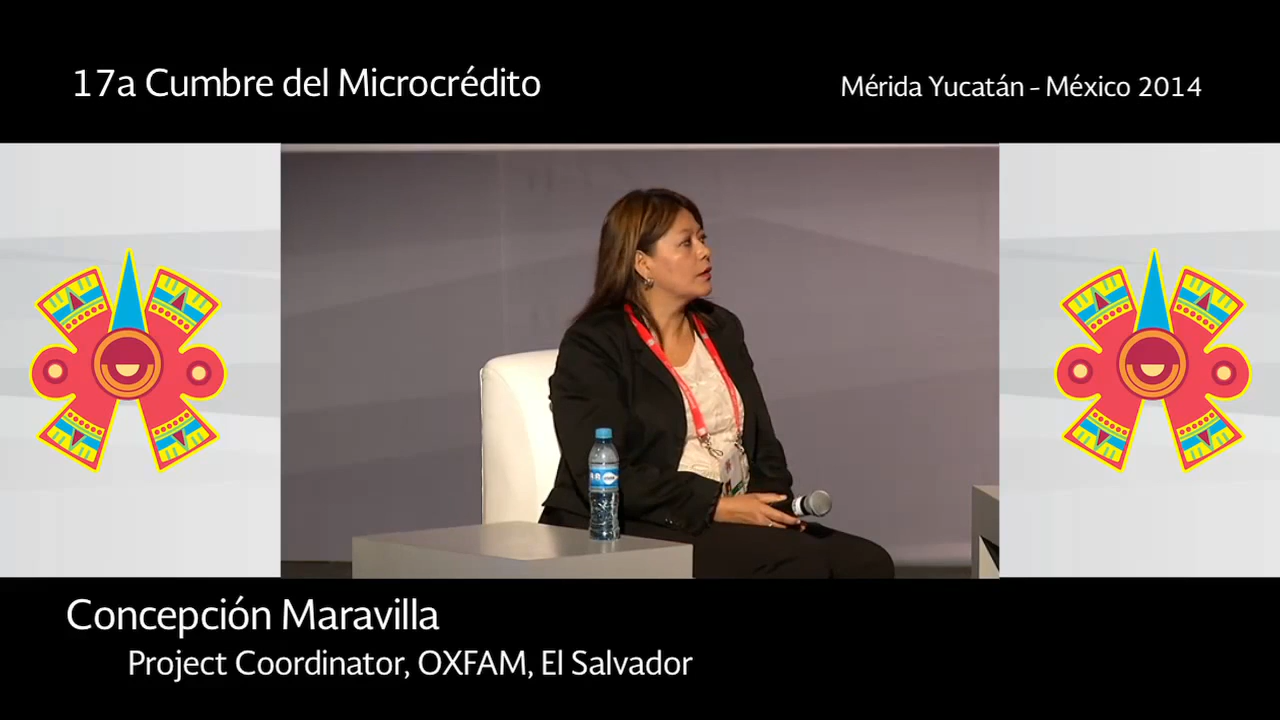 17a Cumbre del Microcrédito
Mérida Yucatán - México 2014
Concepción Maravilla
Project Coordinator, OXFAM, El Salvador